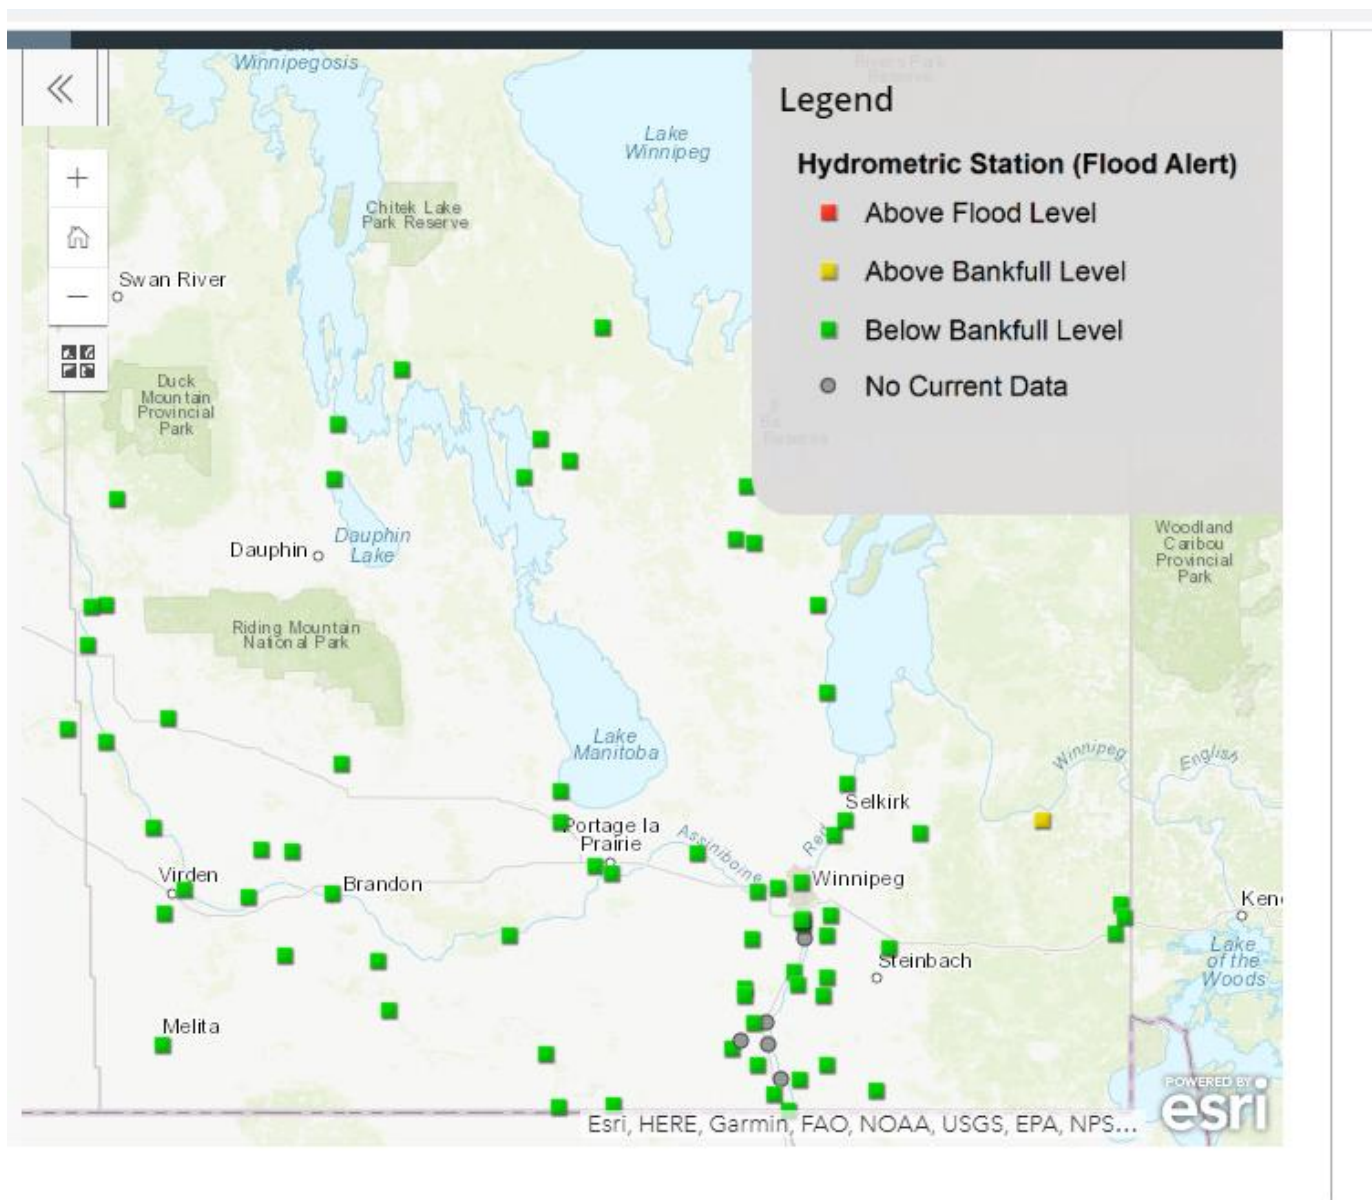 Winnipegosis
Legend
Hydrometric Station (Flood Alert)
Above Flood Level
Above Bankfull Level
Below Bankfull Level
No Current Data
Lake
Winnipeg
Chitek Lake
Park Reserve
Swan River
Duck
Mountain
Provincial
Park
Dauphin
Dauphin
Lake
Woodland
Caribou
Provincial
Park
Riding Mountain
National Park
Lake
Manitoba
Winnipeg
English
Selkirk
Portage la
Prairie
Assiniboine
Red
Virden
Brandon
Winnipeg
Ken
Steinbach
Lake
of the
Woods
Melita
POWERED BY
esri
Esri, HERE, Garmin, FAO, NOAA, USGS, EPA, NPS...